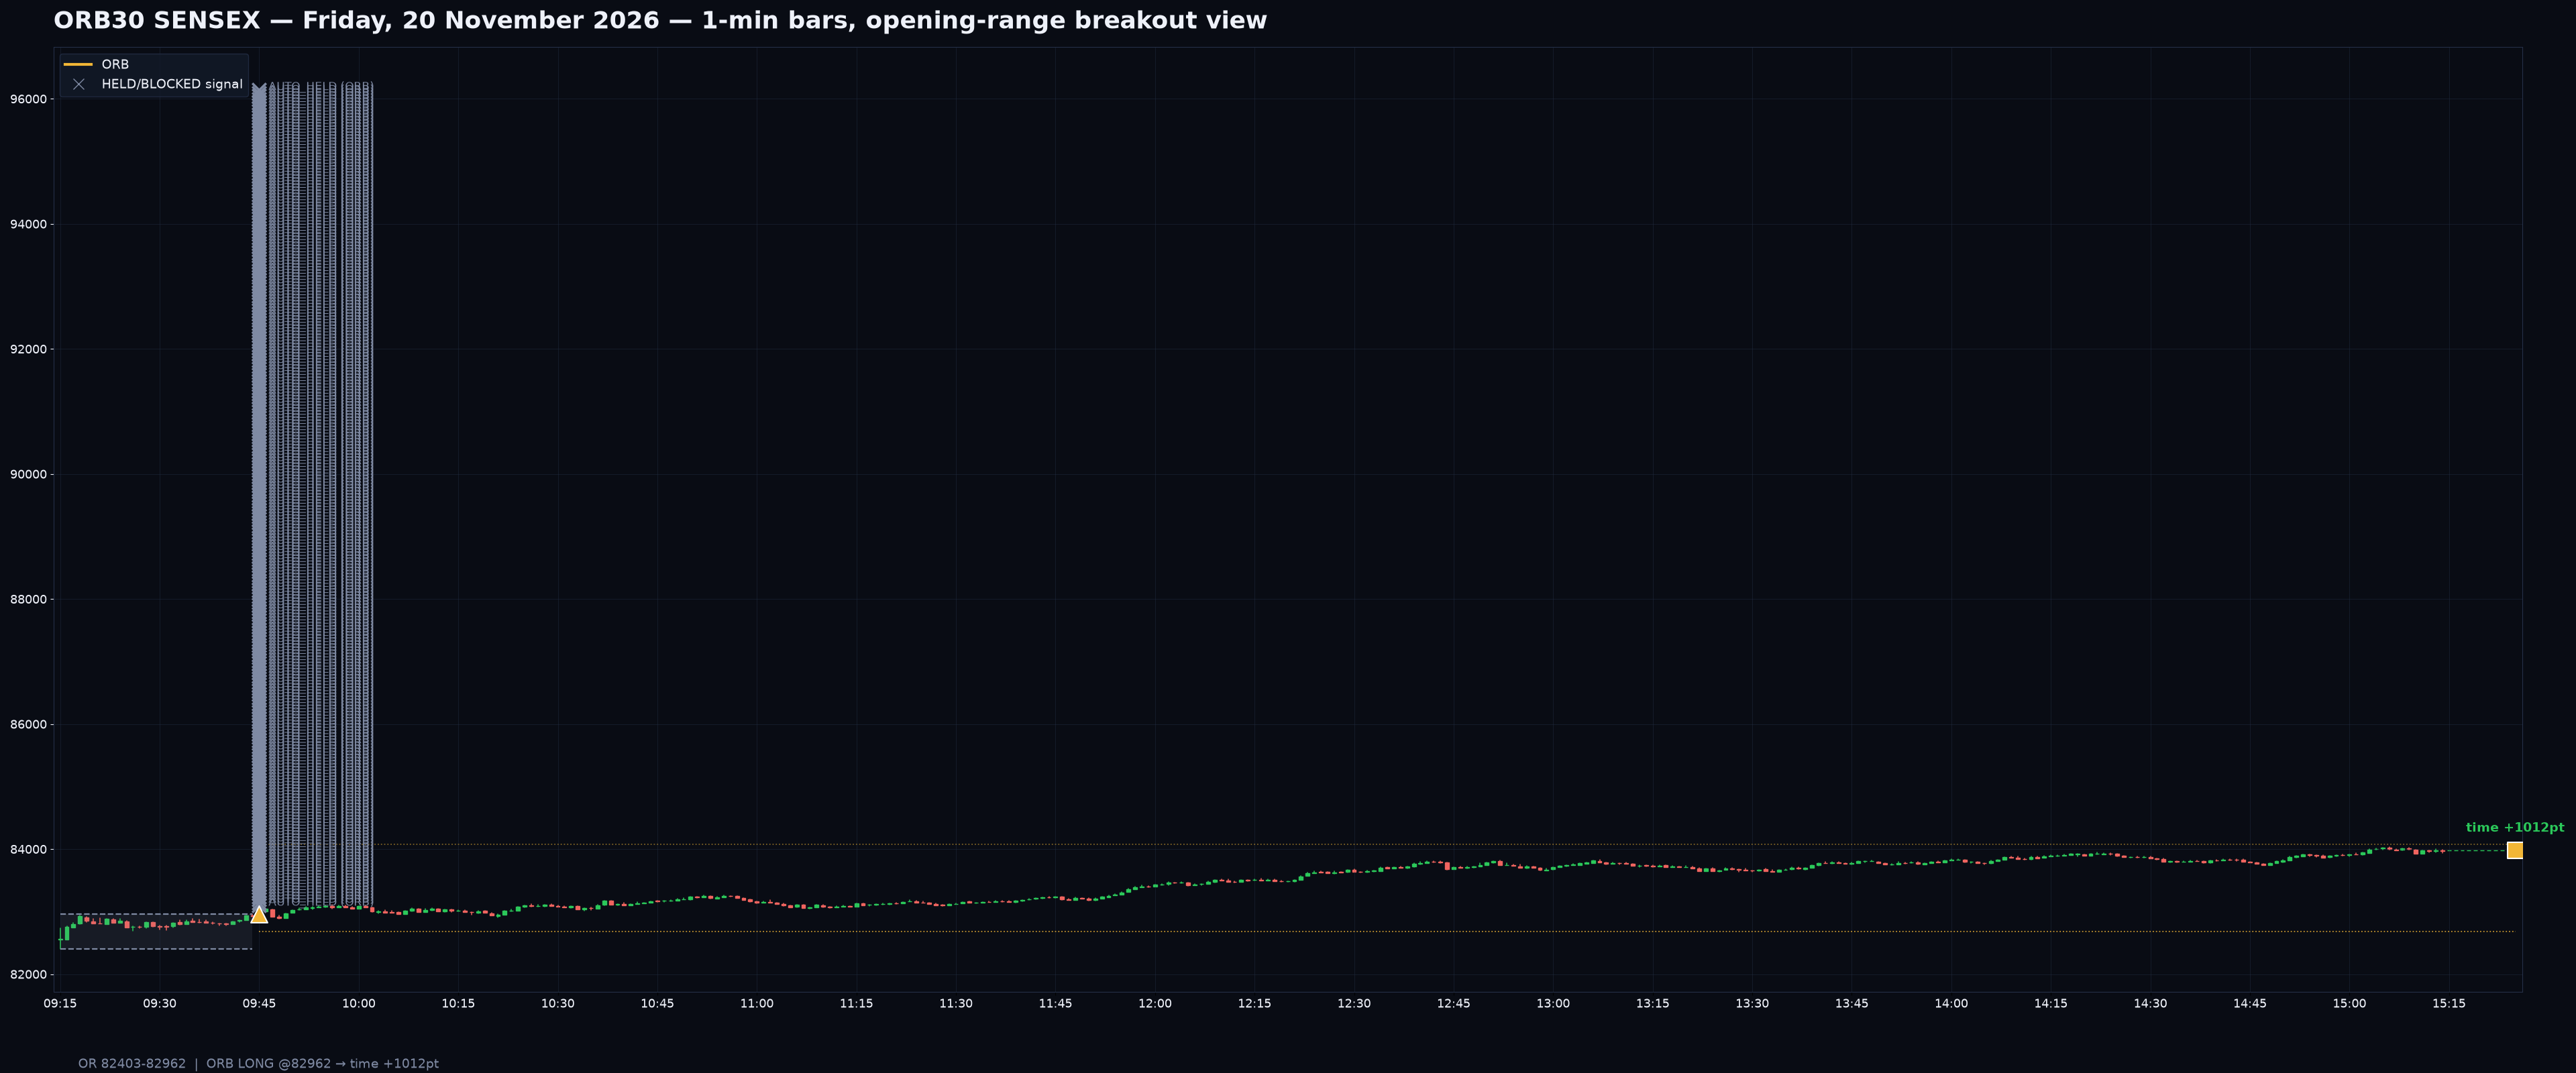 ORB30 SENSEX — Friday, 20 November 2026 — 1-min bars, opening-range breakout view
ORB
HELD/BLOCKED signal
AUTO_HELD (ORB)
96000
94000
92000
90000
88000
86000
84000
82000
time +1012pt
09:15 09:30 09:45 10:00 10:15 10:30 10:45 11:00 11:15 11:30 11:45 12:00 12:15 12:30 12:45 13:00 13:15 13:30 13:45 14:00 14:15 14:30 14:45 15:00 15:15
OR 82403-82962 | ORB LONG @82962 → time +1012pt